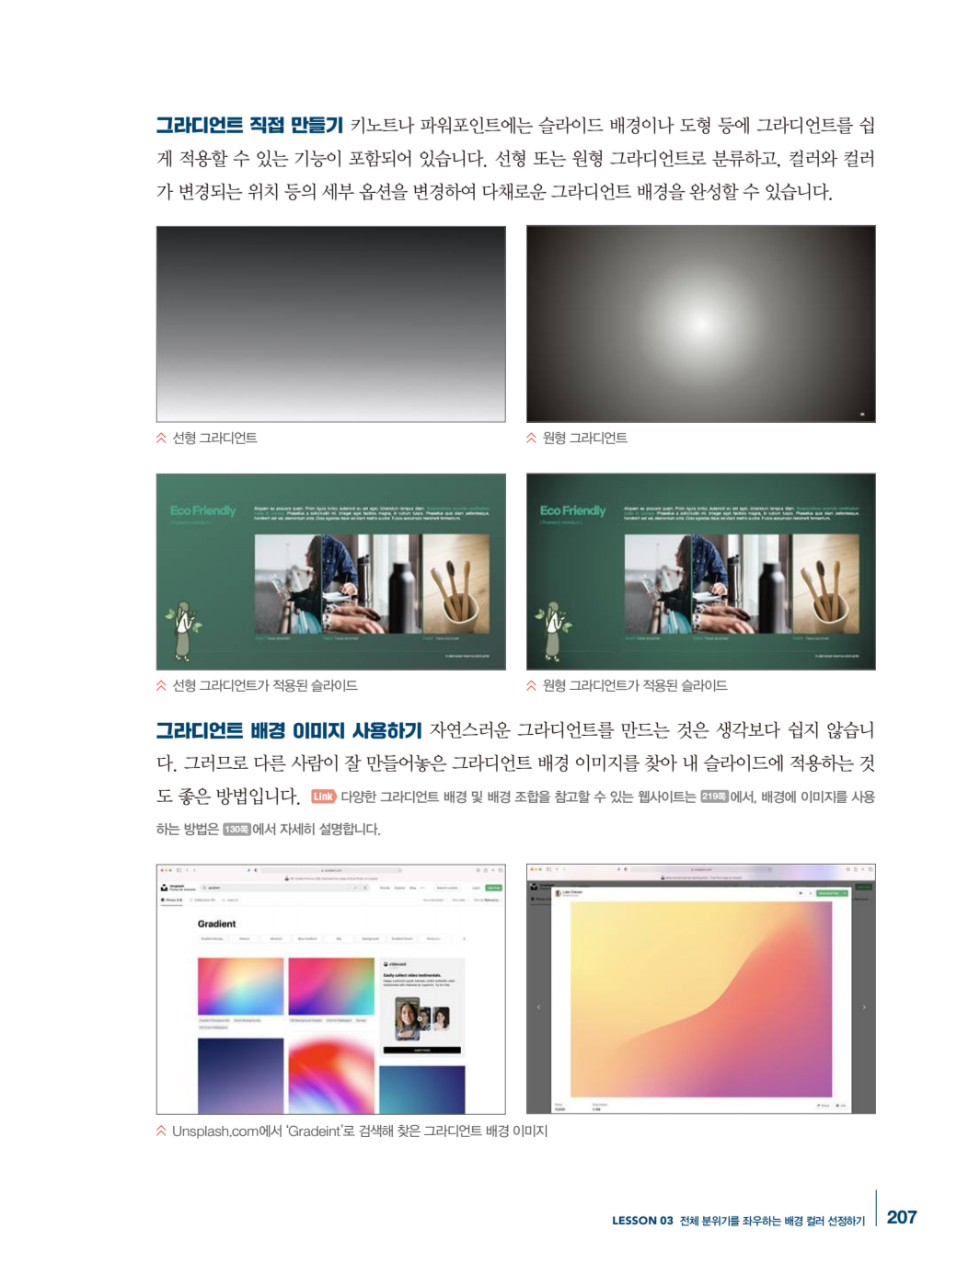 그라디언트 직접 만들기 키노트나 파워포인트에는 슬라이드 배경이나 도형 등에 그라디언트를 쉽
게 적용할 수 있는 기능이 포함되어 있습니다. 선형 또는 원형 그라디언트로 분류하고, 컬러와 컬러
가 변경되는 위치 등의 세부 옵션을 변경하여 다채로운 그라디언트 배경을 완성할 수 있습니다.
선형 그라디언트
원형 그라디언트
Eco Friendly
Eco Friendly
선형 그라디언트가 적용된 슬라이드
원형 그라디언트가 적용된 슬라이드
그라디언트 배경 이미지 사용하기 자연스러운 그라디언트를 만드는 것은 생각보다 쉽지 않습니
다. 그러므로 다른 사람이 잘 만들어놓은 그라디언트 배경 이미지를 찾아 내 슬라이드에 적용하는 것
도 좋은 방법입니다. Link 다양한 그라디언트 배경 및 배경 조합을 참고할 수 있는 웹사이트는 219쪽에서, 배경에 이미지를 사용
하는 방법은 130쪽에서 자세히 설명합니다.
Gradient
Easily collect video testimonials.
Unsplash.com에서 ‘Gradeint’로 검색해 찾은 그라디언트 배경 이미지
LESSON 03 전체 분위기를 좌우하는 배경 컬러 선정하기
207